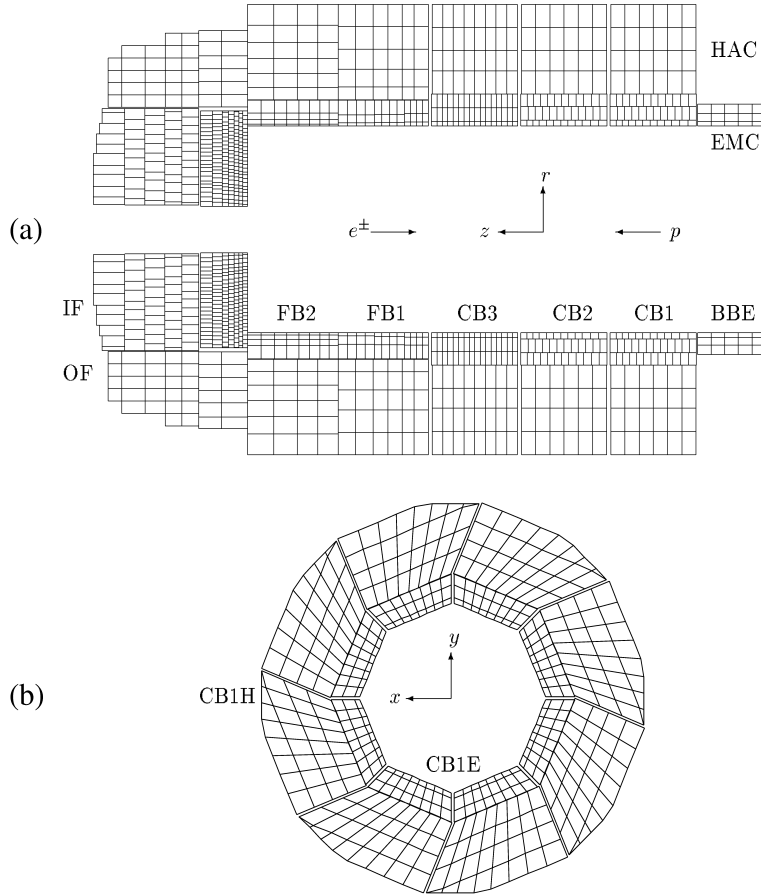 HAC
EMC
r
(a)
e± z p
IF FB2 FB1 CB3 CB2 CB1 BBE
OF
y
(b) CB1H x
CB1E